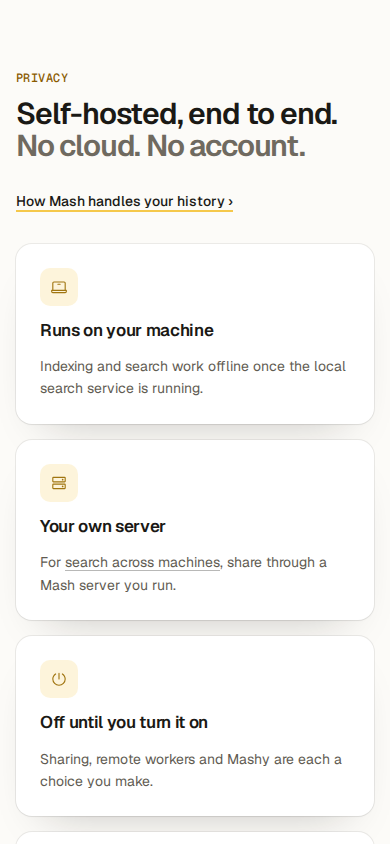 PRIVACY
Self-hosted, end to end.
No cloud. No account.
How Mash handles your history ›
Runs on your machine
Indexing and search work offline once the local
search service is running.
Your own server
For search across machines, share through a
Mash server you run.
Off until you turn it on
Sharing, remote workers and Mashy are each a
choice you make.